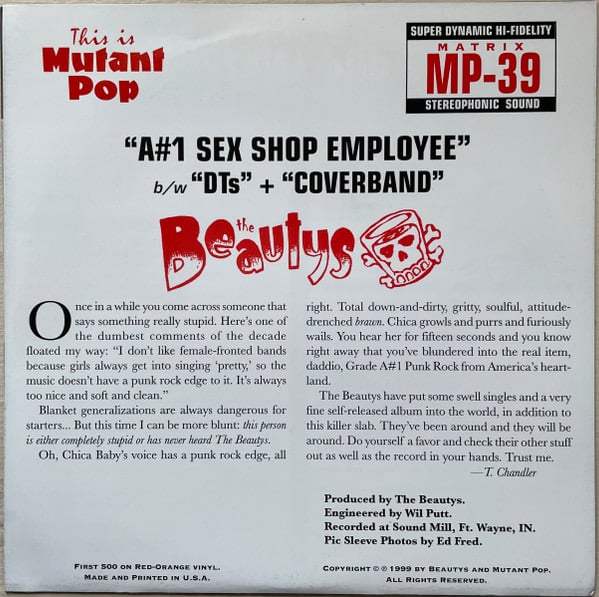 This is
Mutant
Pop
SUPER DYNAMIC HI-FIDELITY
MATRIX
MP-39
STEREOPHONIC SOUND
“A#1 SEX SHOP EMPLOYEE”
b/w “DTs” + “COVERBAND”
the
Beautys
Once in a while you come across someone that
says something really stupid. Here’s one of
the dumbest comments of the decade
floated my way: “I don’t like female-fronted bands
because girls always get into singing ‘pretty,’ so the
music doesn’t have a punk rock edge to it. It’s always
too nice and soft and clean.”
Blanket generalizations are always dangerous for
starters... But this time I can be more blunt: this person
is either completely stupid or has never heard The Beautys.
Oh, Chica Baby’s voice has a punk rock edge, all
right. Total down-and-dirty, gritty, soulful, attitude-
drenched brawn. Chica growls and purrs and furiously
wails. You hear her for fifteen seconds and you know
right away that you’ve blundered into the real item,
daddio, Grade A#1 Punk Rock from America’s heart-
land.
The Beautys have put some swell singles and a very
fine self-released album into the world, in addition to
this killer slab. They’ve been around and they will be
around. Do yourself a favor and check their other stuff
out as well as the record in your hands. Trust me.
—T. Chandler
Produced by The Beautys.
Engineered by Wil Putt.
Recorded at Sound Mill, Ft. Wayne, IN.
Pic Sleeve Photos by Ed Fred.
First 500 on Red-Orange vinyl.
Made and Printed in U.S.A.
Copyright © ℗ 1999 by Beautys and Mutant Pop.
All Rights Reserved.